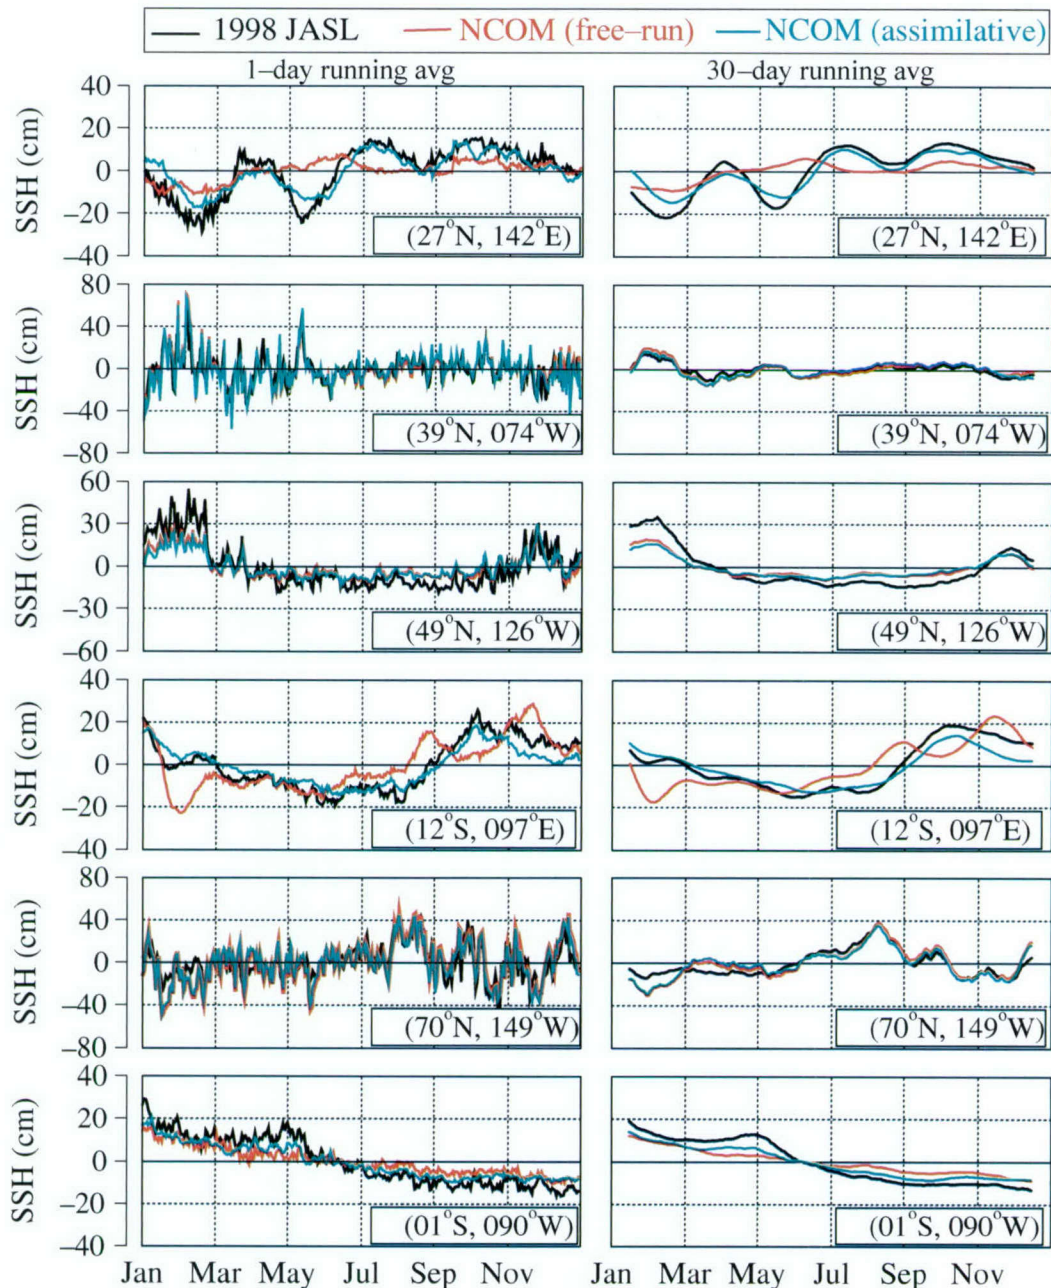 1998 JASL NCOM (free–run) NCOM (assimilative)
1–day running avg 30–day running avg
40
20
0
–20
–40
SSH (cm)
(27°N, 142°E) (27°N, 142°E)
80
40
0
–40
–80
SSH (cm)
(39°N, 074°W) (39°N, 074°W)
60
30
0
–30
–60
SSH (cm)
(49°N, 126°W) (49°N, 126°W)
40
20
0
–20
–40
SSH (cm)
(12°S, 097°E) (12°S, 097°E)
80
40
0
–40
–80
SSH (cm)
(70°N, 149°W) (70°N, 149°W)
40
20
0
–20
–40
SSH (cm)
(01°S, 090°W) (01°S, 090°W)
Jan Mar May Jul Sep Nov Jan Mar May Jul Sep Nov